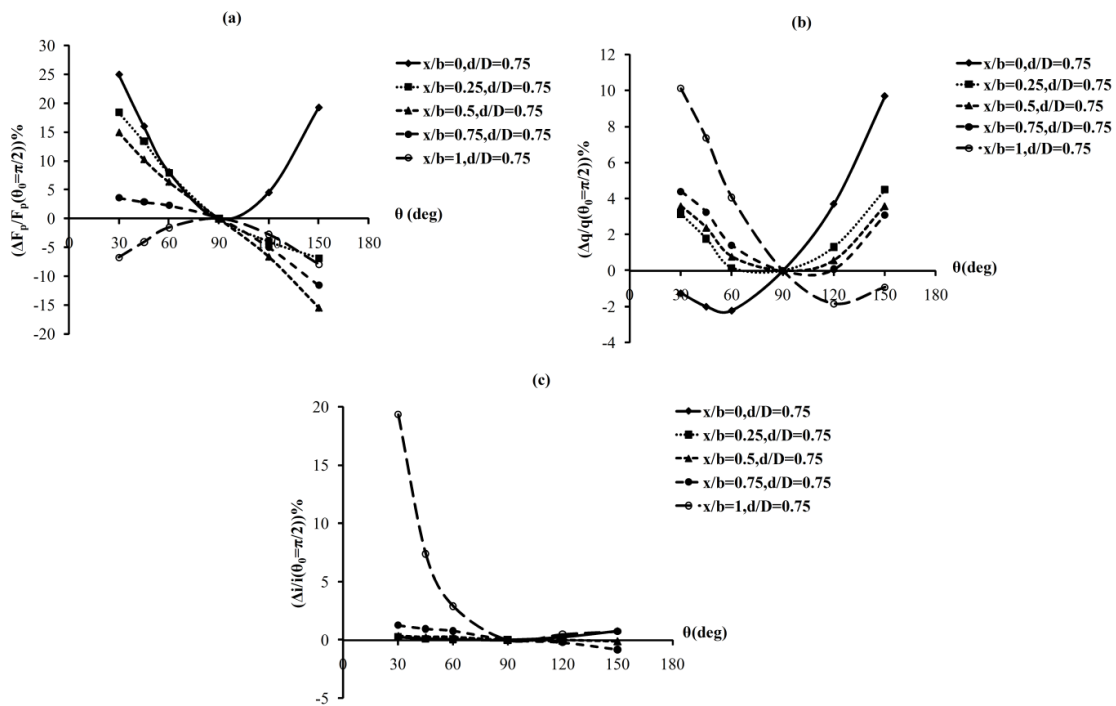 (a)
30
25
20
15
10
5
0
-5
-10
-15
-20
0 30 60 90 120 150 180
(ΔFp/Fp(θ0=π/2))%
θ (deg)
x/b=0,d/D=0.75
x/b=0.25,d/D=0.75
x/b=0.5,d/D=0.75
x/b=0.75,d/D=0.75
x/b=1,d/D=0.75
(b)
12
10
8
6
4
2
0
-2
-4
0 30 60 90 120 150 180
(Δq/q(θ0=π/2))%
θ(deg)
x/b=0,d/D=0.75
x/b=0.25,d/D=0.75
x/b=0.5,d/D=0.75
x/b=0.75,d/D=0.75
x/b=1,d/D=0.75
(c)
20
15
10
5
0
-5
0 30 60 90 120 150 180
(Δi/i(θ0=π/2))%
θ(deg)
x/b=0,d/D=0.75
x/b=0.25,d/D=0.75
x/b=0.5,d/D=0.75
x/b=0.75,d/D=0.75
x/b=1,d/D=0.75